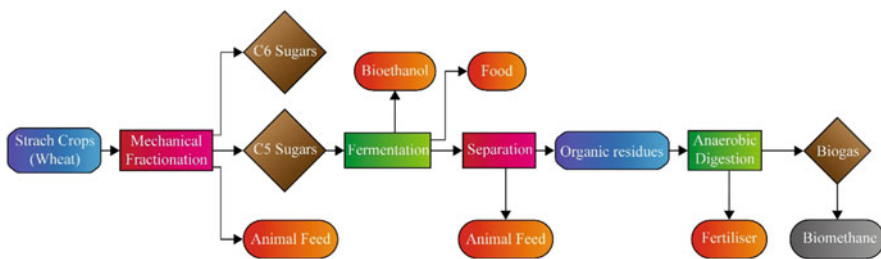 C6 Sugars
Bioethanol
Food
Strach Crops
(Wheat)
Mechanical
Fractionation
C5 Sugars
Fermentation
Separation
Organic residues
Anaerobic
Digestion
Biogas
Animal Feed
Animal Feed
Fertiliser
Biomethane